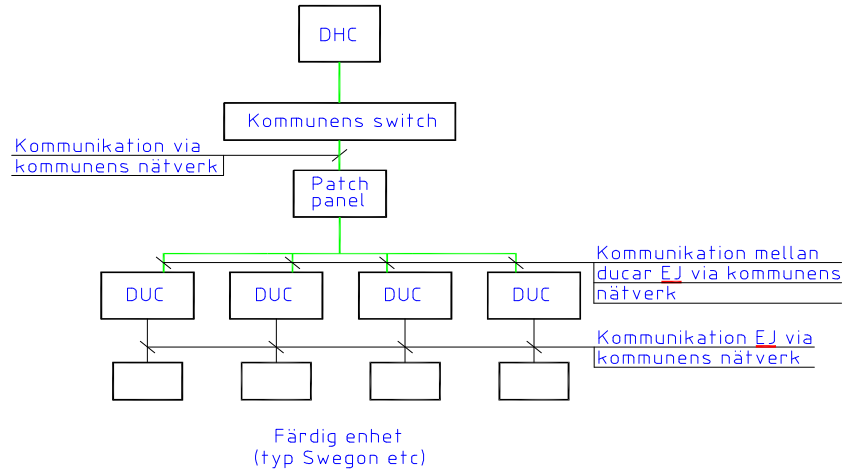 DHC
Kommunens switch
Kommunikation via
kommunens nätverk
Patch
panel
Kommunikation mellan
ducar EJ via kommunens
nätverk
DUC DUC DUC DUC
Kommunikation EJ via
kommunens nätverk
Färdig enhet
(typ Swegon etc)